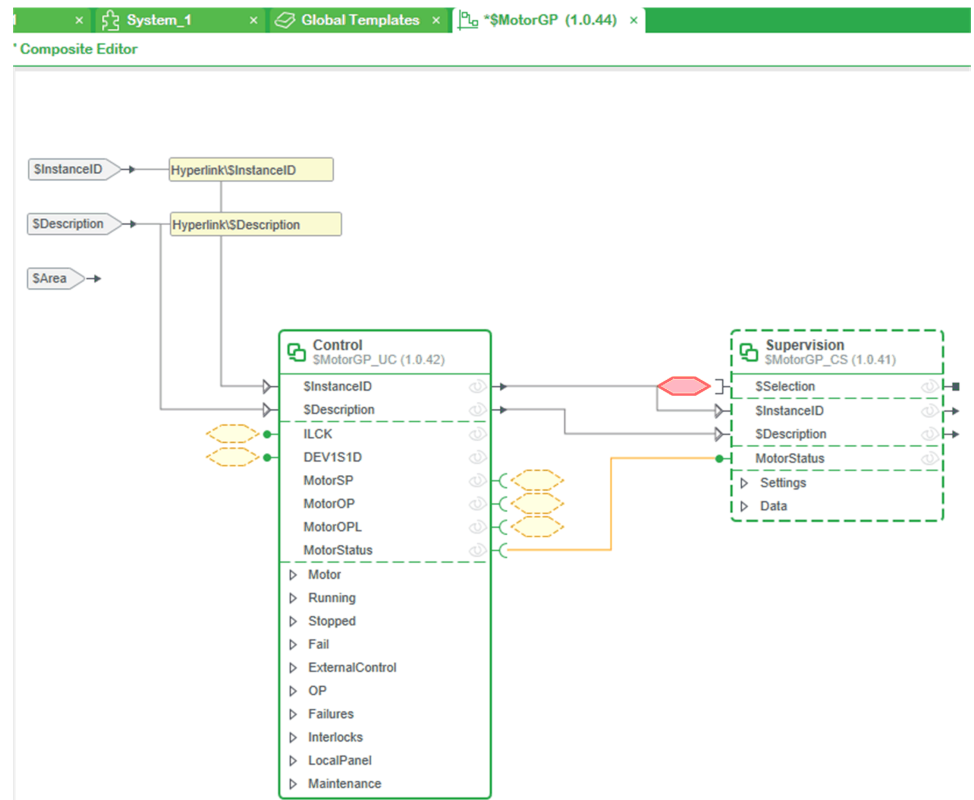 System_1
Global Templates
*$MotorGP (1.0.44)
* Composite Editor
$InstanceID
Hyperlink\$InstanceID
$Description
Hyperlink\$Description
$Area
Control
$MotorGP_UC (1.0.42)
$InstanceID
$Description
ILCK
DEV1S1D
MotorSP
MotorOP
MotorOPL
MotorStatus
Motor
Running
Stopped
Fail
ExternalControl
OP
Failures
Interlocks
LocalPanel
Maintenance
Supervision
$MotorGP_CS (1.0.41)
$Selection
$InstanceID
$Description
MotorStatus
Settings
Data